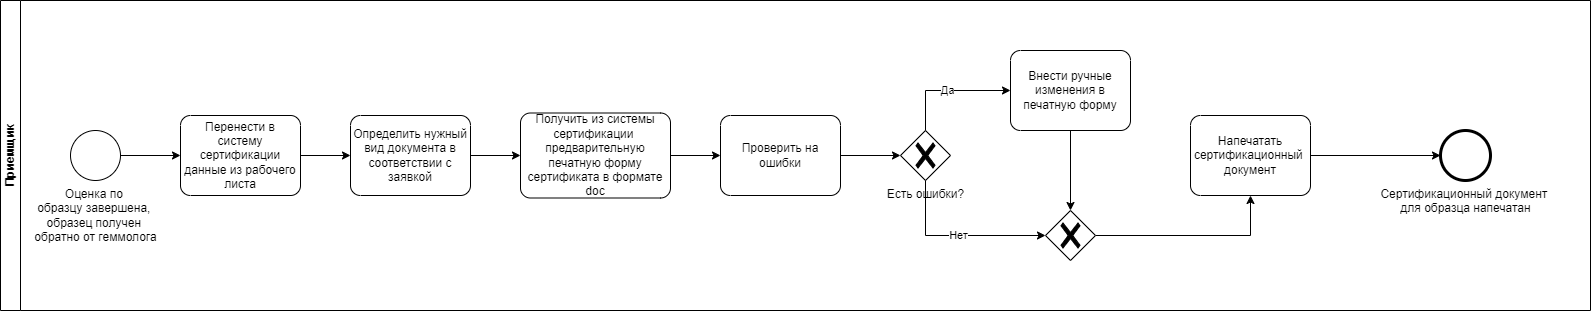 Приемщик
Оценка по
образцу завершена,
образец получен
обратно от геммолога
Перенести в
систему
сертификации
данные из рабочего
листа
Определить нужный
вид документа в
соответствии с
заявкой
Получить из системы
сертификации
предварительную
печатную форму
сертификата в формате
doc
Проверить на
ошибки
Есть ошибки?
Да
Нет
Внести ручные
изменения в
печатную форму
Напечатать
сертификационный
документ
Сертификационный документ
для образца напечатан